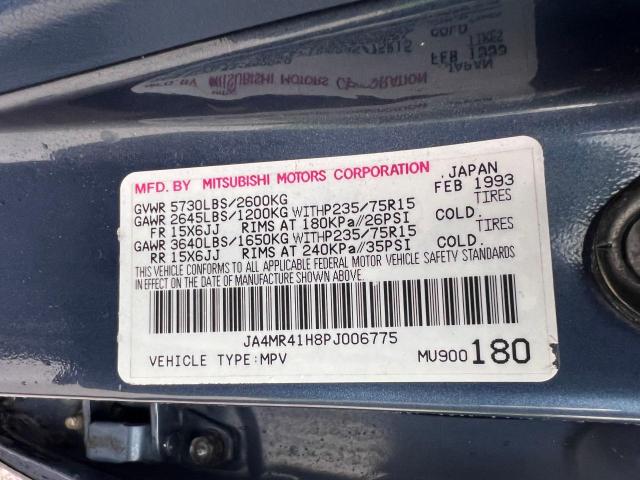 MFD. BY MITSUBISHI MOTORS CORPORATION JAPAN
GVWR 5730LBS/2600KG FEB 1993
GAWR 2645LBS/1200KG WITHP235/75R15 TIRES
FR 15X6JJ RIMS AT 180KPa//26PSI COLD.
GAWR 3640LBS/1650KG WITHP235/75R15 TIRES
RR 15X6JJ RIMS AT 240KPa//35PSI COLD.
THIS VEHICLE CONFORMS TO ALL APPLICABLE FEDERAL MOTOR VEHICLE SAFETY STANDARDS
IN EFFECT ON THE DATE OF MANUFACTURE SHOWN ABOVE.
JA4MR41H8PJ006775
VEHICLE TYPE:MPV MU900 180